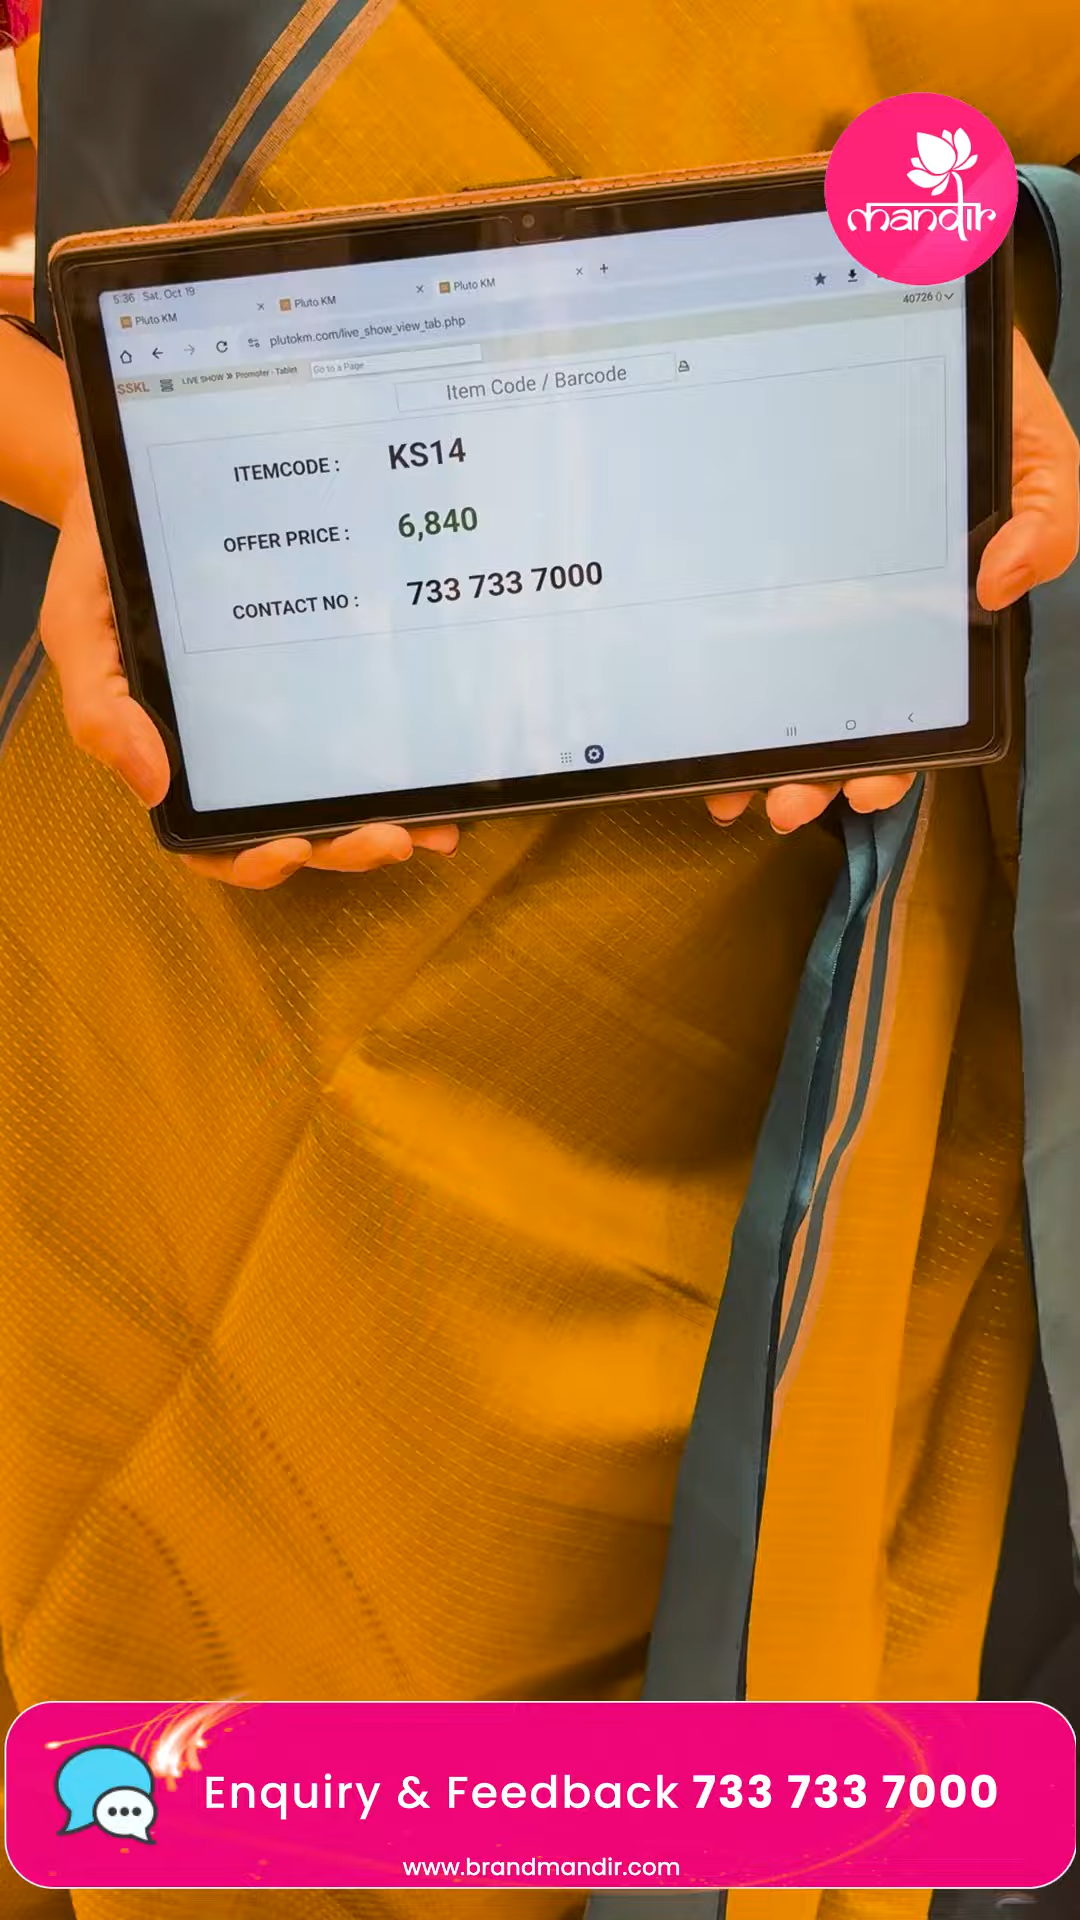 mandir
5:36 Sat, Oct 19
Pluto KM
Pluto KM
Pluto KM
plutokm.com/live_show_view_tab.php
40726 ()
SSKL
LIVE SHOW » Promoter - Tablet
Go to a Page
Item Code / Barcode
ITEMCODE : KS14
OFFER PRICE : 6,840
CONTACT NO : 733 733 7000
Enquiry & Feedback 733 733 7000
www.brandmandir.com